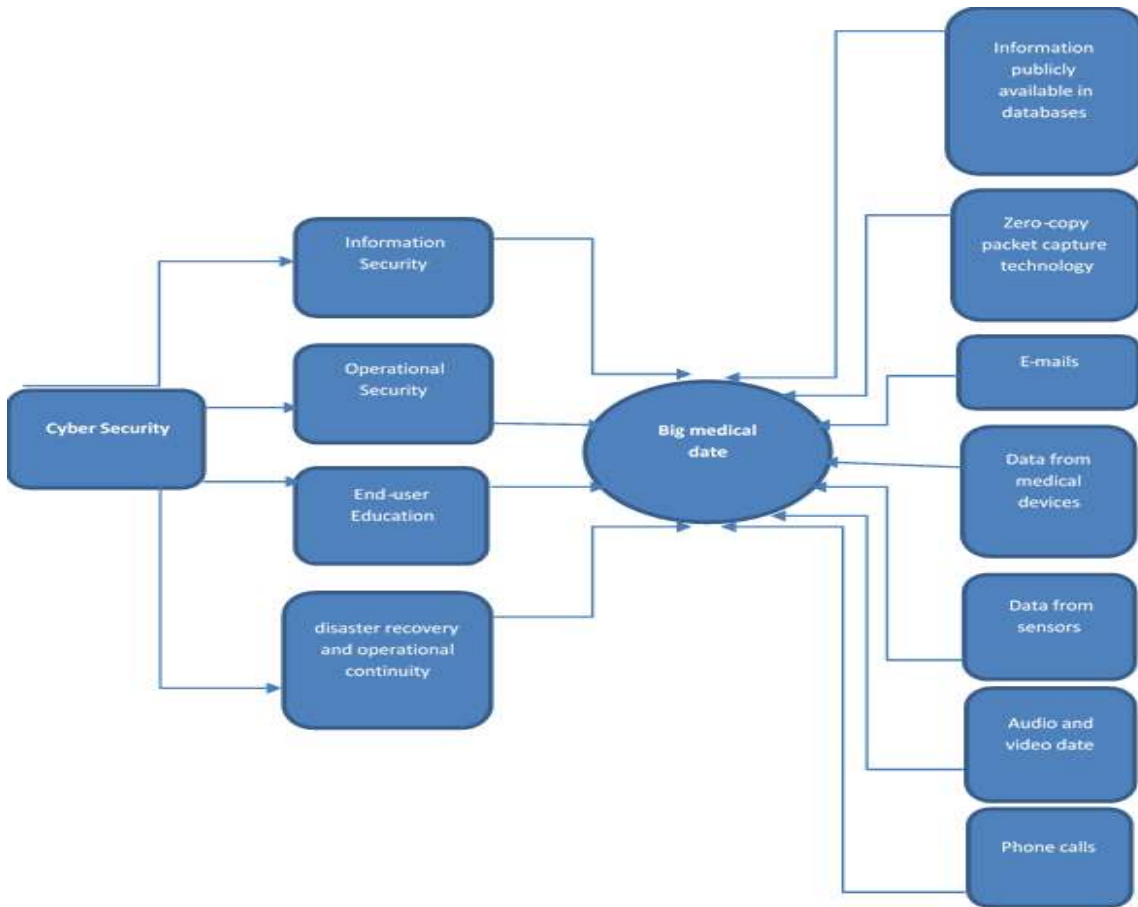 Cyber Security
Information
Security
Operational
Security
End-user
Education
disaster recovery
and operational
continuity
Big medical
date
Information
publicly
available in
databases
Zero-copy
packet capture
technology
E-mails
Data from
medical
devices
Data from
sensors
Audio and
video date
Phone calls